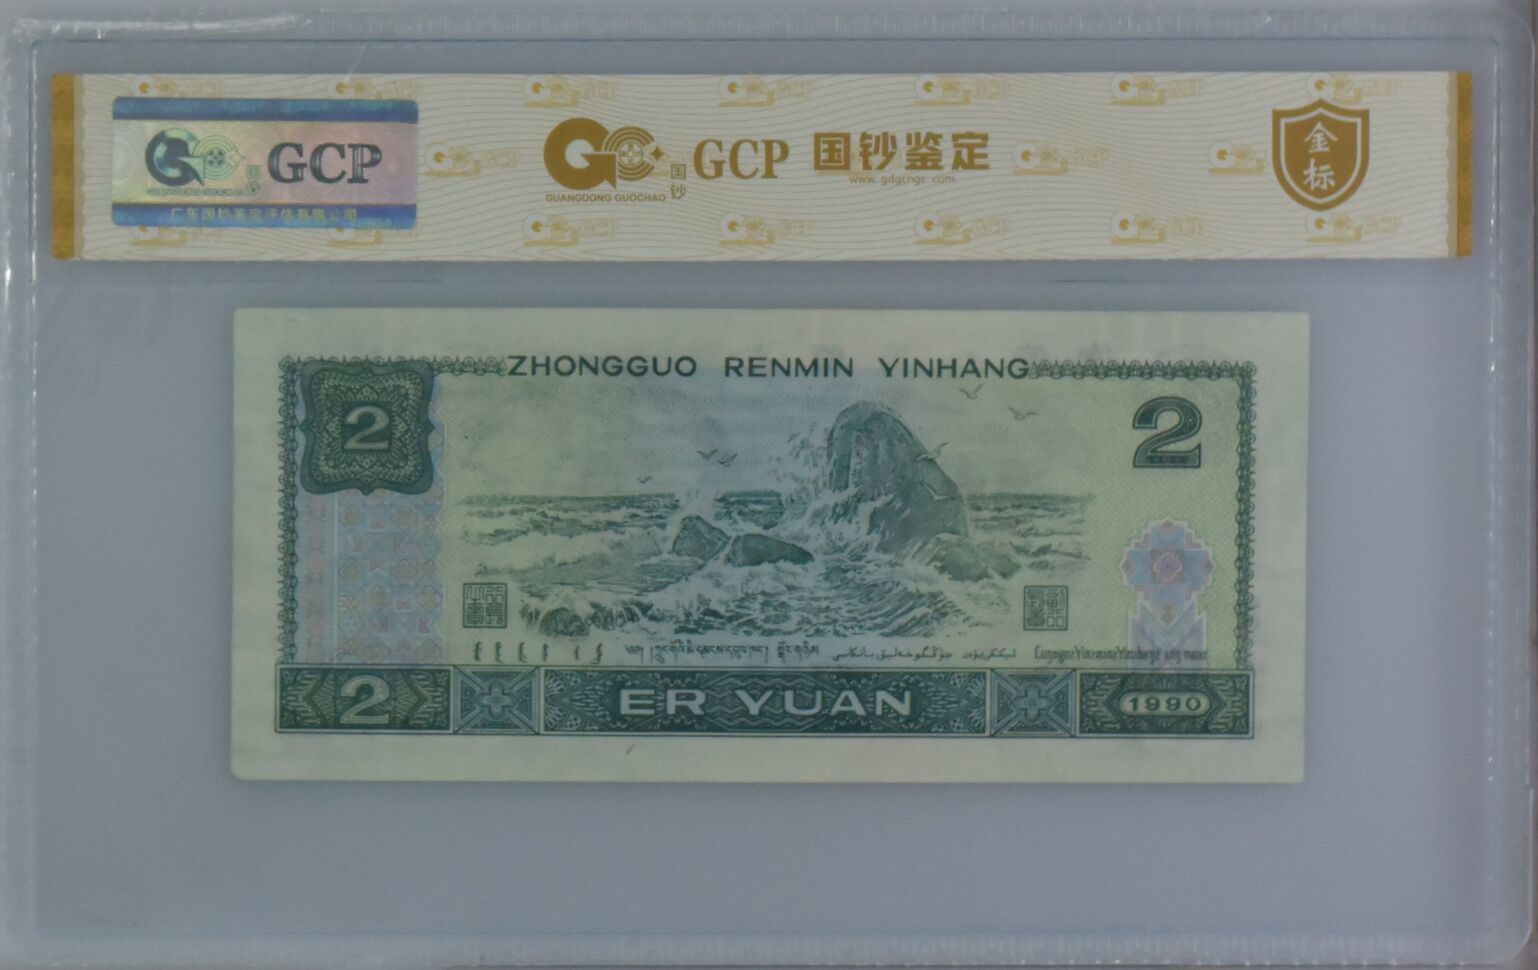 GCP
广东国钞鉴定评估有限公司
GUANGDONG GUOCHAO
国钞
GCP 国钞鉴定
www.gdgcngc.com
金标
ZHONGGUO RENMIN YINHANG
2
2
2
ER YUAN
1990